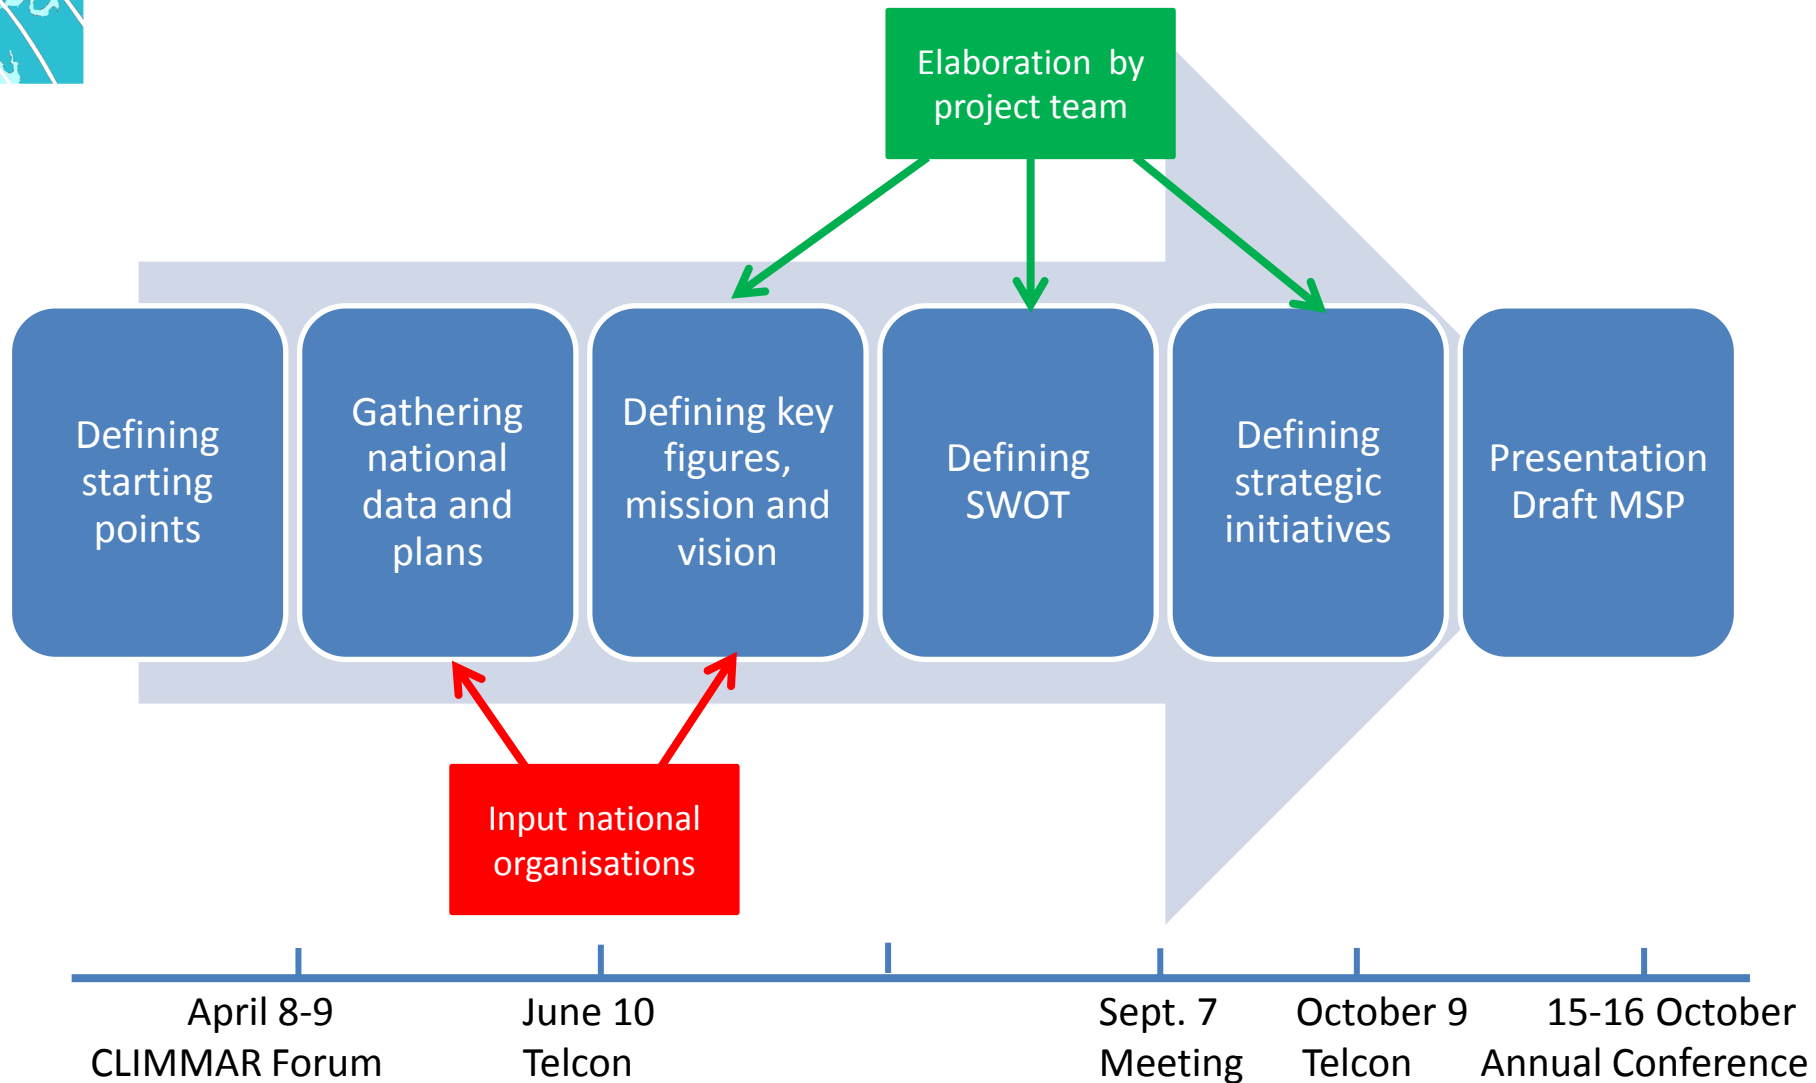 Elaboration by
project team
Defining
starting
points
Gathering
national
data and
plans
Defining key
figures,
mission and
vision
Defining
SWOT
Defining
strategic
initiatives
Presentation
Draft MSP
Input national
organisations
April 8-9
CLIMMAR Forum
June 10
Telcon
Sept. 7
Meeting
October 9
Telcon
15-16 October
Annual Conference